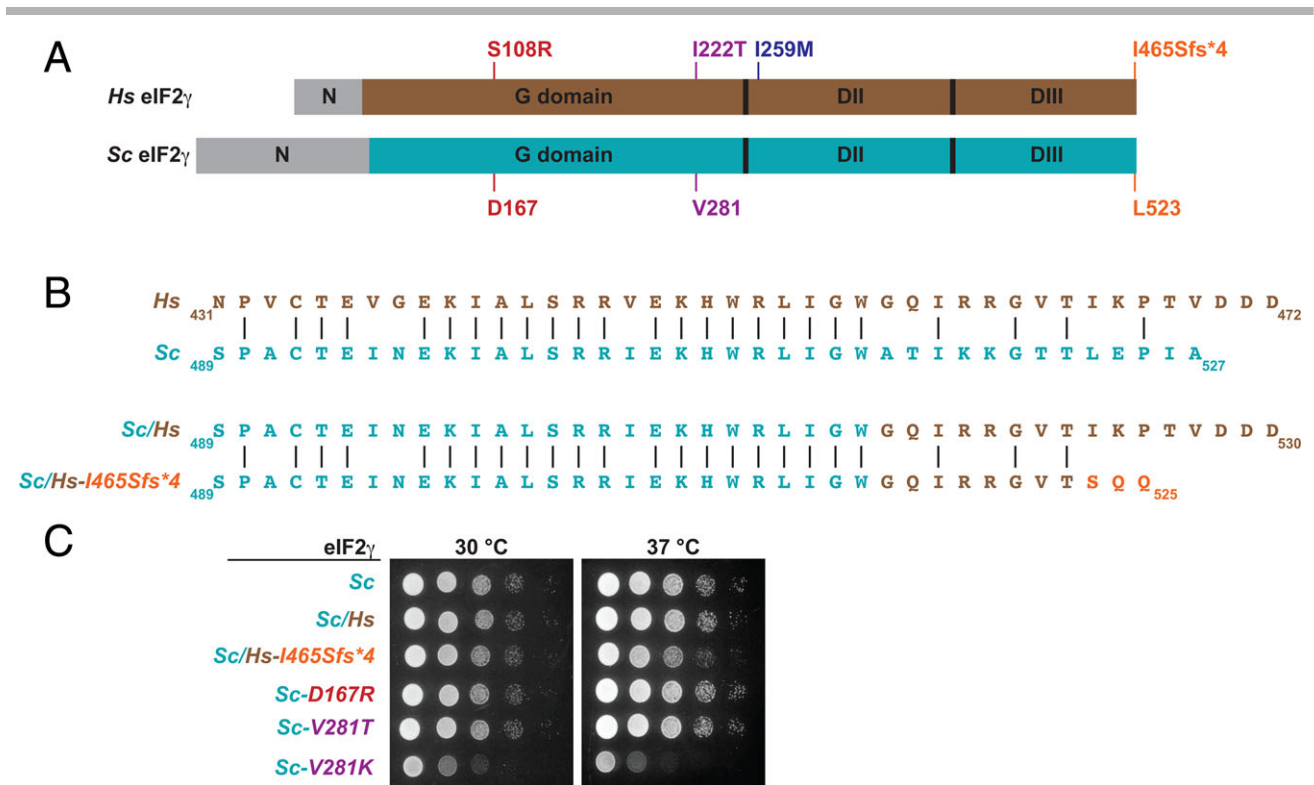 A
S108R I222T I259M I465Sfs*4
Hs eIF2γ N G domain DII DIII
Sc eIF2γ N G domain DII DIII
D167 V281 L523
B
Hs 431 N P V C T E V G E K I A L S R R V E K H W R L I G W G Q I R R G V T I K P T V D D D 472
Sc 489 S P A C T E I N E K I A L S R R I E K H W R L I G W A T I K K G T T L E P I A 527
Sc/Hs 489 S P A C T E I N E K I A L S R R I E K H W R L I G W G Q I R R G V T I K P T V D D D 530
Sc/Hs-I465Sfs*4 489 S P A C T E I N E K I A L S R R I E K H W R L I G W G Q I R R G V T S Q Q 525
C
eIF2γ 30 °C 37 °C
Sc
Sc/Hs
Sc/Hs-I465Sfs*4
Sc-D167R
Sc-V281T
Sc-V281K